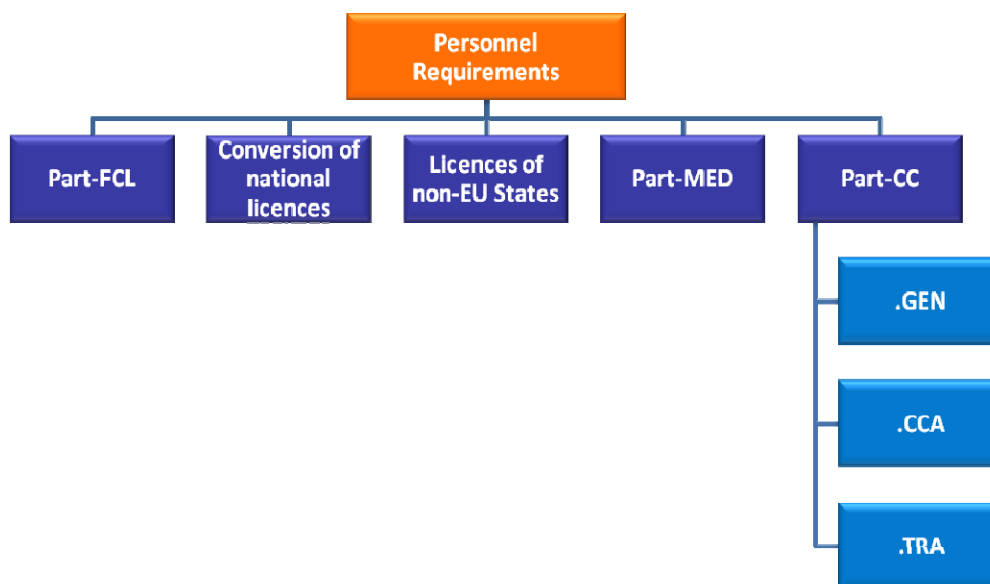 Personnel
Requirements
Part-FCL
Conversion of
national
licences
Licences of
non-EU States
Part-MED
Part-CC
.GEN
.CCA
.TRA